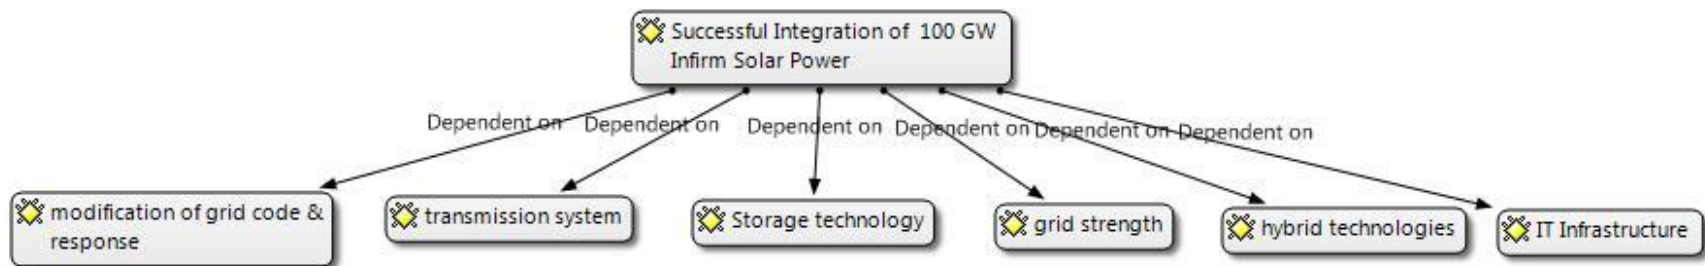 Successful Integration of 100 GW
Infirm Solar Power
Dependent on
Dependent on
Dependent on
Dependent on
Dependent on
Dependent on
modification of grid code &
response
transmission system
Storage technology
grid strength
hybrid technologies
IT Infrastructure